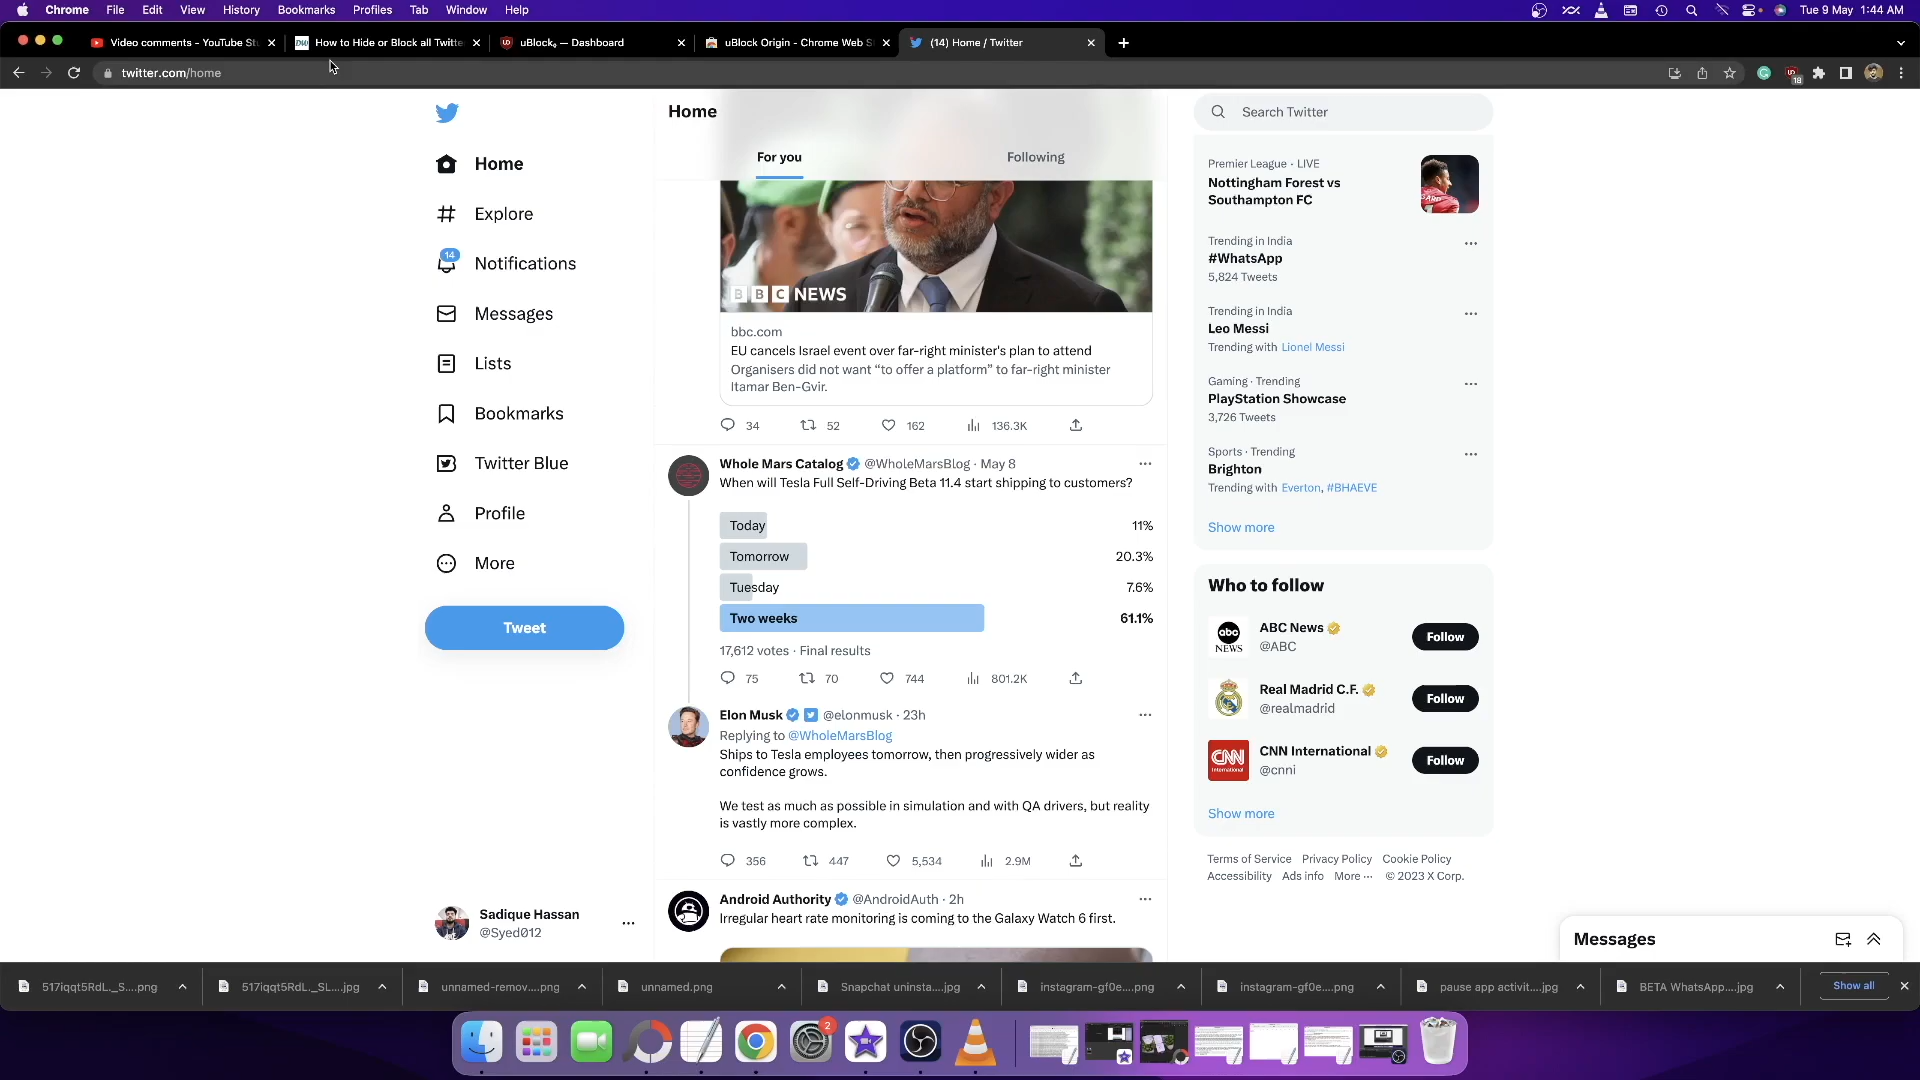 Chrome File Edit View History Bookmarks Profiles Tab Window Help Tue 9 May 1:44 AM
Video comments - YouTube St How to Hide or Block all Twitte uBlock₀ — Dashboard uBlock Origin - Chrome Web S (14) Home / Twitter
twitter.com/home 18
Home
For you Following
Home
Explore
14
Notifications
Messages
Lists
Bookmarks
Twitter Blue
Profile
More
Tweet
Sadique Hassan
@Syed012
BBC NEWS
bbc.com
EU cancels Israel event over far-right minister's plan to attend
Organisers did not want “to offer a platform” to far-right minister
Itamar Ben-Gvir.
34 52 162 136.3K
Whole Mars Catalog @WholeMarsBlog · May 8
When will Tesla Full Self-Driving Beta 11.4 start shipping to customers?
Today 11%
Tomorrow 20.3%
Tuesday 7.6%
Two weeks 61.1%
17,612 votes · Final results
75 70 744 801.2K
Elon Musk @elonmusk · 23h
Replying to @WholeMarsBlog
Ships to Tesla employees tomorrow, then progressively wider as
confidence grows.
We test as much as possible in simulation and with QA drivers, but reality
is vastly more complex.
356 447 5,534 2.9M
Android Authority @AndroidAuth · 2h
Irregular heart rate monitoring is coming to the Galaxy Watch 6 first.
Search Twitter
Premier League · LIVE
Nottingham Forest vs
Southampton FC
Trending in India
#WhatsApp
5,824 Tweets
Trending in India
Leo Messi
Trending with Lionel Messi
Gaming · Trending
PlayStation Showcase
3,726 Tweets
Sports · Trending
Brighton
Trending with Everton, #BHAEVE
Show more
Who to follow
abc NEWS
ABC News
@ABC
Follow
Real Madrid C.F.
@realmadrid
Follow
CNN International
CNN International
@cnni
Follow
Show more
Terms of Service Privacy Policy Cookie Policy
Accessibility Ads info More ··· © 2023 X Corp.
Messages
517iqqt5RdL._S....png 517iqqt5RdL._SL....jpg unnamed-remov....png unnamed.png Snapchat uninsta....jpg instagram-gf0e....png instagram-gf0e....png pause app activit....jpg BETA WhatsApp....jpg Show all
2